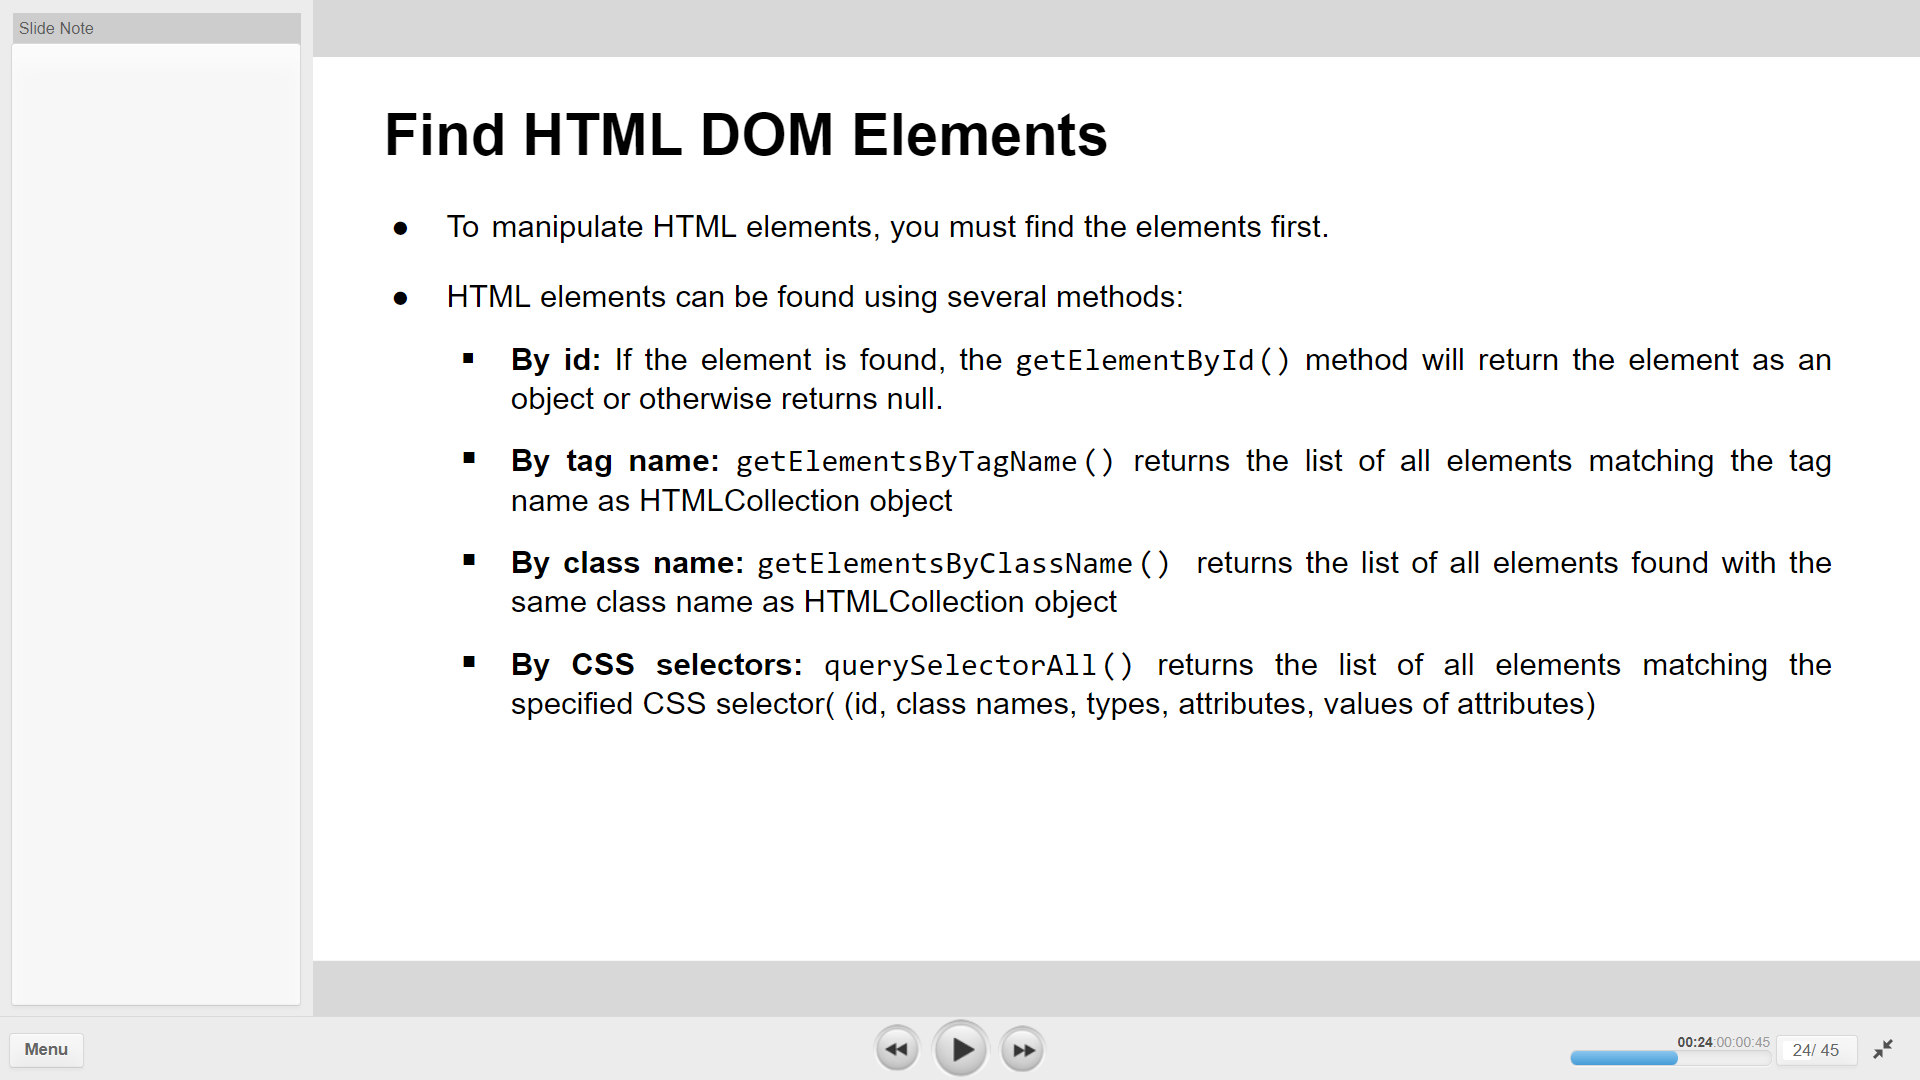 Slide Note
Find HTML DOM Elements
● To manipulate HTML elements, you must find the elements first.
● HTML elements can be found using several methods:
▪ By id: If the element is found, the getElementById() method will return the element as an
object or otherwise returns null.
▪ By tag name: getElementsByTagName() returns the list of all elements matching the tag
name as HTMLCollection object
▪ By class name: getElementsByClassName() returns the list of all elements found with the
same class name as HTMLCollection object
▪ By CSS selectors: querySelectorAll() returns the list of all elements matching the
specified CSS selector( (id, class names, types, attributes, values of attributes)
Menu
00:24:00:00:45
24/ 45